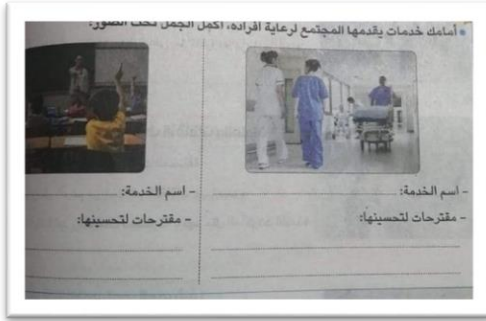 • أمامك خدمات يقدمها المجتمع لرعاية أفراده، أكمل الجمل تحت الصور:
- اسم الخدمة:
- مقترحات لتحسينها:
- اسم الخدمة:
- مقترحات لتحسينها: